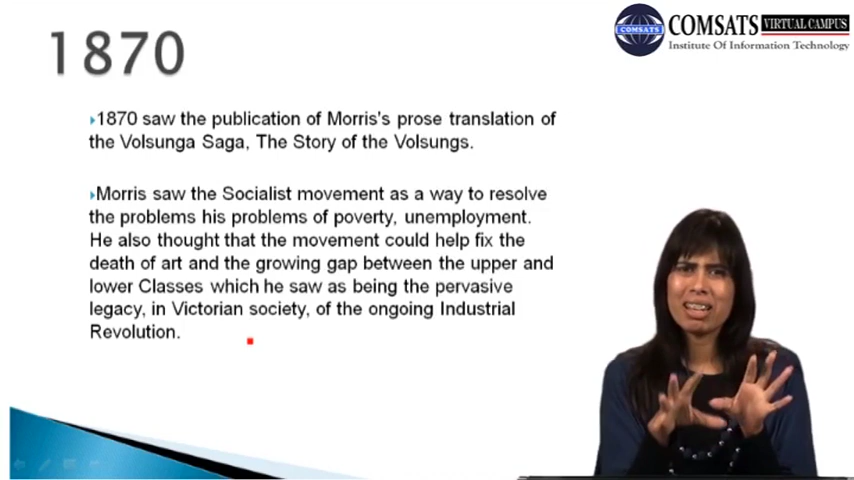 1870
COMSATS VIRTUAL CAMPUS
COMSATS
Institute Of Information Technology
1870 saw the publication of Morris's prose translation of
the Volsunga Saga, The Story of the Volsungs.
Morris saw the Socialist movement as a way to resolve
the problems his problems of poverty, unemployment.
He also thought that the movement could help fix the
death of art and the growing gap between the upper and
lower Classes which he saw as being the pervasive
legacy, in Victorian society, of the ongoing Industrial
Revolution.